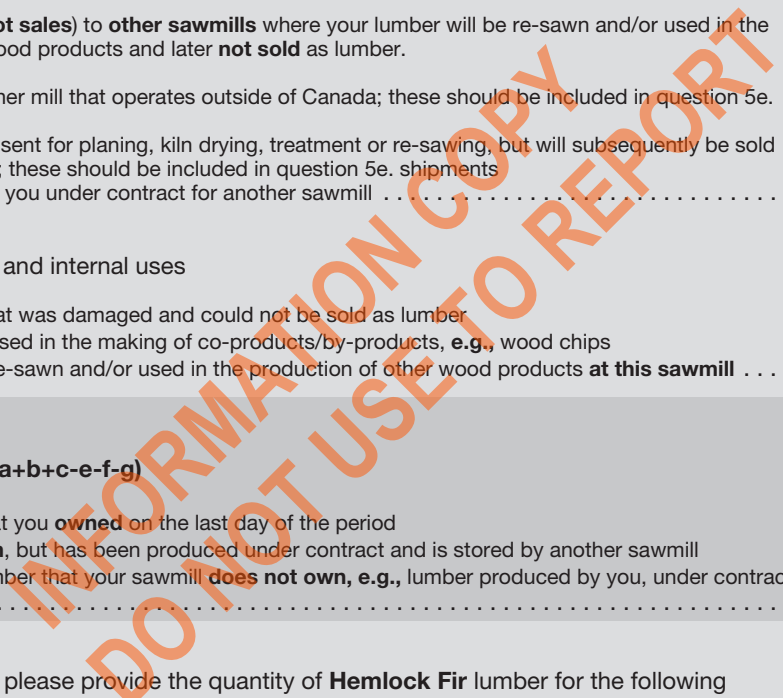 ot sales) to other sawmills where your lumber will be re-sawn and/or used in the
ood products and later not sold as lumber.
her mill that operates outside of Canada; these should be included in question 5e.
sent for planing, kiln drying, treatment or re-sawing, but will subsequently be sold
; these should be included in question 5e. shipments
you under contract for another sawmill . . . . . . . . . . . . . . . . . . . . . . . . . . . . . .
and internal uses
at was damaged and could not be sold as lumber
sed in the making of co-products/by-products, e.g., wood chips
e-sawn and/or used in the production of other wood products at this sawmill . . .
a+b+c-e-f-g)
at you owned on the last day of the period
n, but has been produced under contract and is stored by another sawmill
mber that your sawmill does not own, e.g., lumber produced by you, under contrac
. . . . . . . . . . . . . . . . . . . . . . . . . . . . . . . . . . . . . . . . . . . . . . . . . . . . . . . . . . . . . .
please provide the quantity of Hemlock Fir lumber for the following
INFORMATION COPY
DO NOT USE TO REPORT